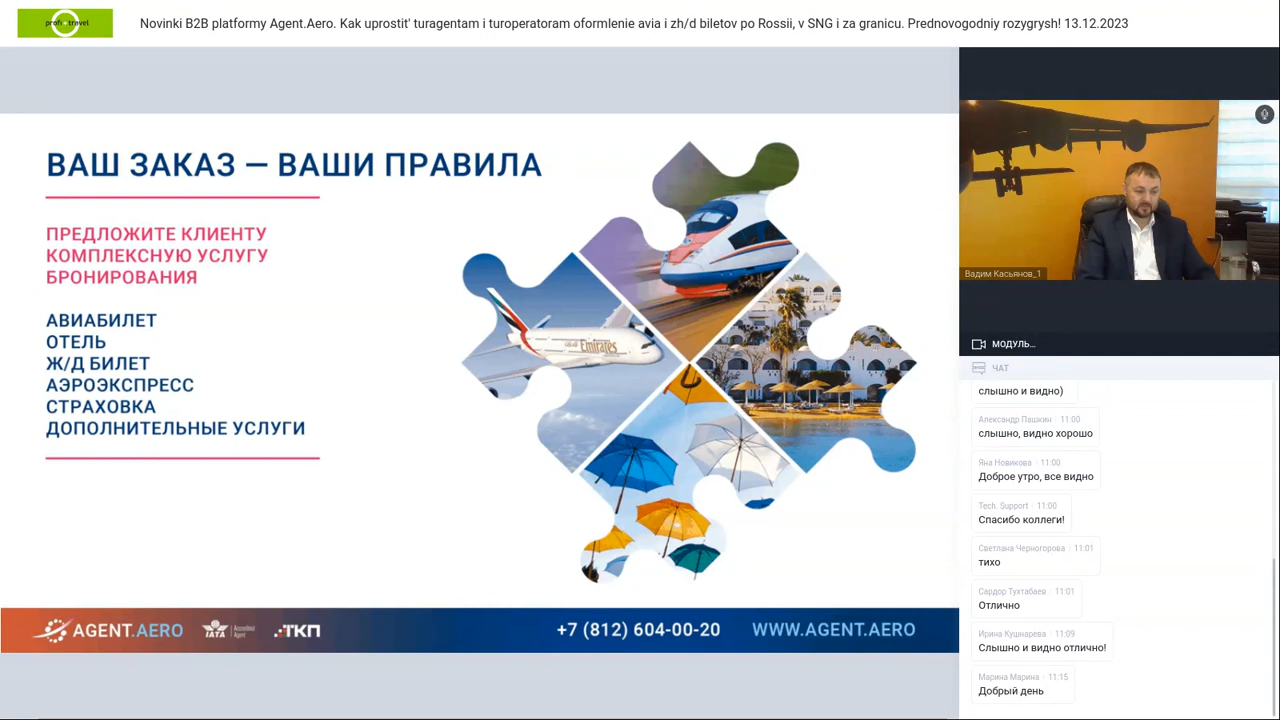 profi travel
Novinki B2B platformy Agent.Aero. Kak uprostit' turagentam i turoperatoram oformlenie avia i zh/d biletov po Rossii, v SNG i za granicu. Prednovogodniy rozygrysh! 13.12.2023
ВАШ ЗАКАЗ — ВАШИ ПРАВИЛА
ПРЕДЛОЖИТЕ КЛИЕНТУ
КОМПЛЕКСНУЮ УСЛУГУ
БРОНИРОВАНИЯ
АВИАБИЛЕТ
ОТЕЛЬ
Ж/Д БИЛЕТ
АЭРОЭКСПРЕСС
СТРАХОВКА
ДОПОЛНИТЕЛЬНЫЕ УСЛУГИ
Emirates
AGENT.AERO
IATA
Accredited
Agent
ТКП
+7 (812) 604-00-20
WWW.AGENT.AERO
Вадим Касьянов_1
МОДУЛЬ...
ЧАТ
слышно и видно)
Александр Пашкин 11:00
слышно, видно хорошо
Яна Новикова 11:00
Доброе утро, все видно
Tech. Support 11:00
Спасибо коллеги!
Светлана Черногорова 11:01
тихо
Сардор Тухтабаев 11:01
Отлично
Ирина Кушнарева 11:09
Слышно и видно отлично!
Марина Марина 11:15
Добрый день